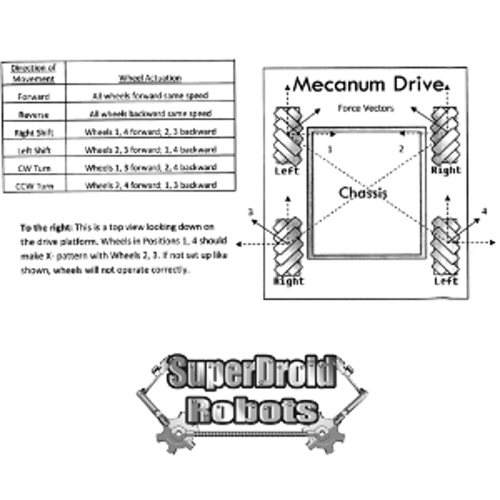 Direction of Movement | Wheel Actuation
Forward | All wheels forward same speed
Reverse | All wheels backward same speed
Right Shift | Wheels 1, 4 forward; 2, 3 backward
Left Shift | Wheels 2, 3 forward; 1, 4 backward
CW Turn | Wheels 1, 3 forward; 2, 4 backward
CCW Turn | Wheels 2, 4 forward; 1, 3 backward
To the right: This is a top view looking down on
the drive platform. Wheels in Positions 1, 4 should
make X- pattern with Wheels 2, 3. If not set up like
shown, wheels will not operate correctly.
Mecanum Drive
Force Vectors
1 2
Left Right
Chassis
3 4
Right Left
SuperDroid
Robots